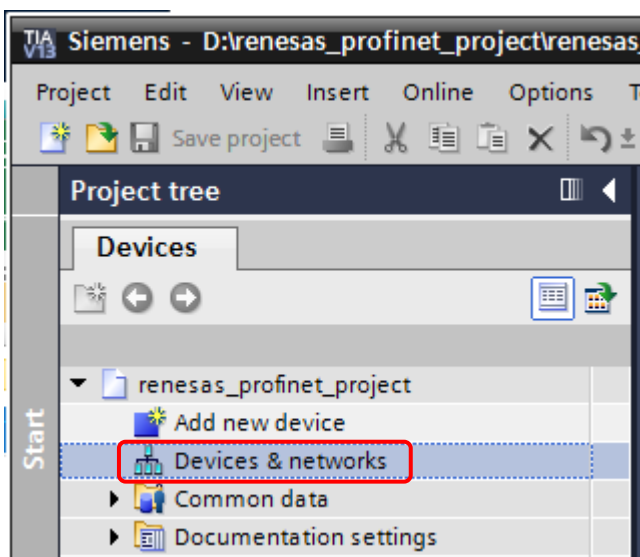 TIA V13 Siemens - D:\renesas_profinet_project\renesas_
Project Edit View Insert Online Options
Save project
Project tree
Devices
renesas_profinet_project
Add new device
Devices & networks
Common data
Documentation settings
Start